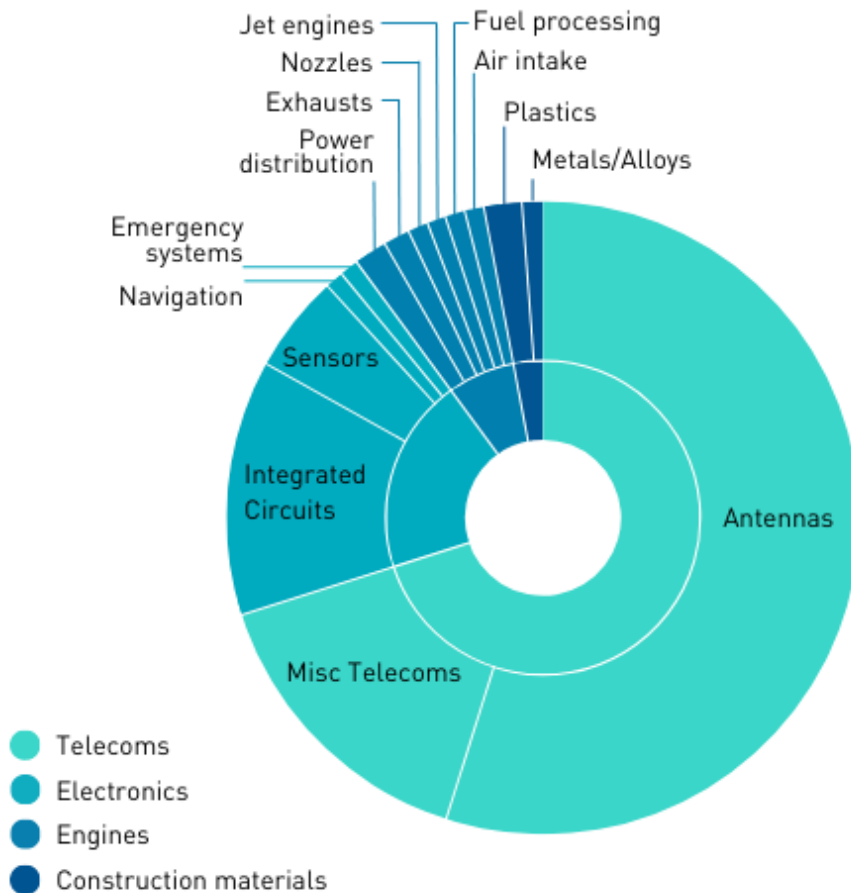 Jet engines
Fuel processing
Nozzles
Air intake
Exhausts
Plastics
Power
distribution
Metals/Alloys
Emergency
systems
Navigation
Sensors
Integrated
Circuits
Antennas
Misc Telecoms
Telecoms
Electronics
Engines
Construction materials